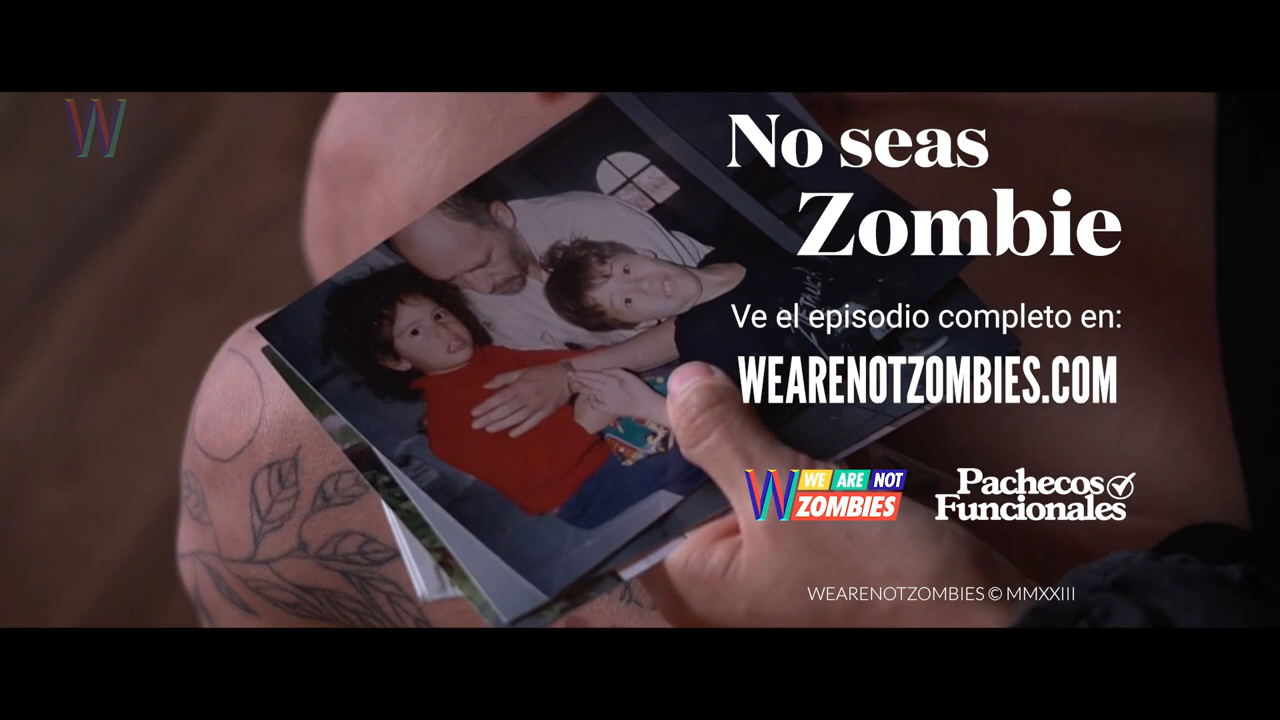 W
No seas
Zombie
Ve el episodio completo en:
WEARENOTZOMBIES.COM
W WE ARE NOT
ZOMBIES
Pachecos
Funcionales
WEARENOTZOMBIES © MMXXIII